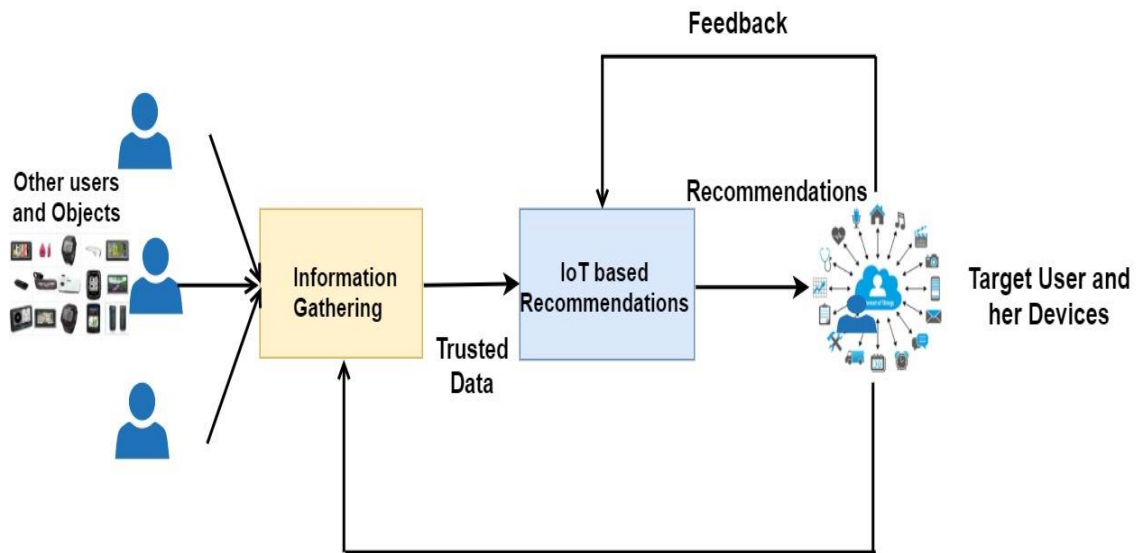 Feedback
Other users
and Objects
Recommendations
Information
Gathering
IoT based
Recommendations
Target User and
her Devices
Trusted
Data